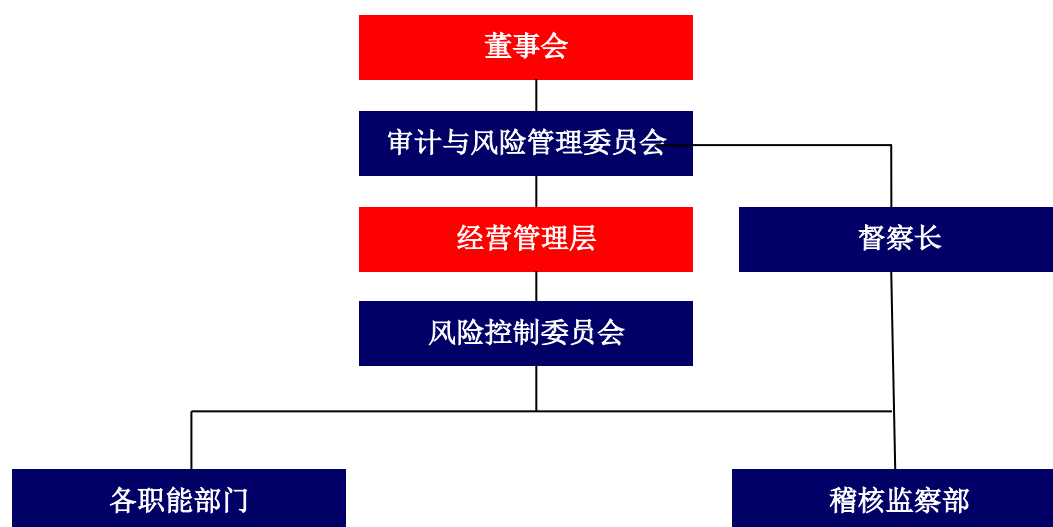 董事会
审计与风险管理委员会
经营管理层
督察长
风险控制委员会
各职能部门
稽核监察部